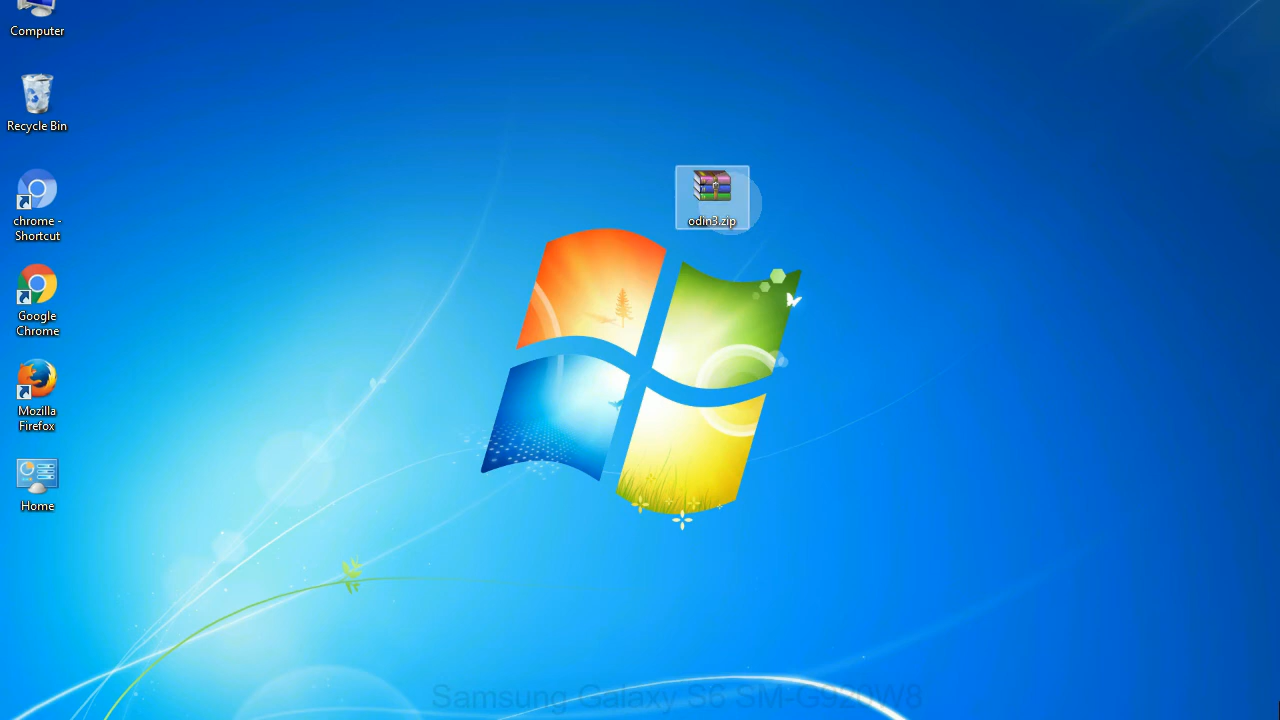 Computer
Recycle Bin
chrome -
Shortcut
Google
Chrome
Mozilla
Firefox
Home
odin3.zip
Samsung Galaxy S6 SM-G920W8